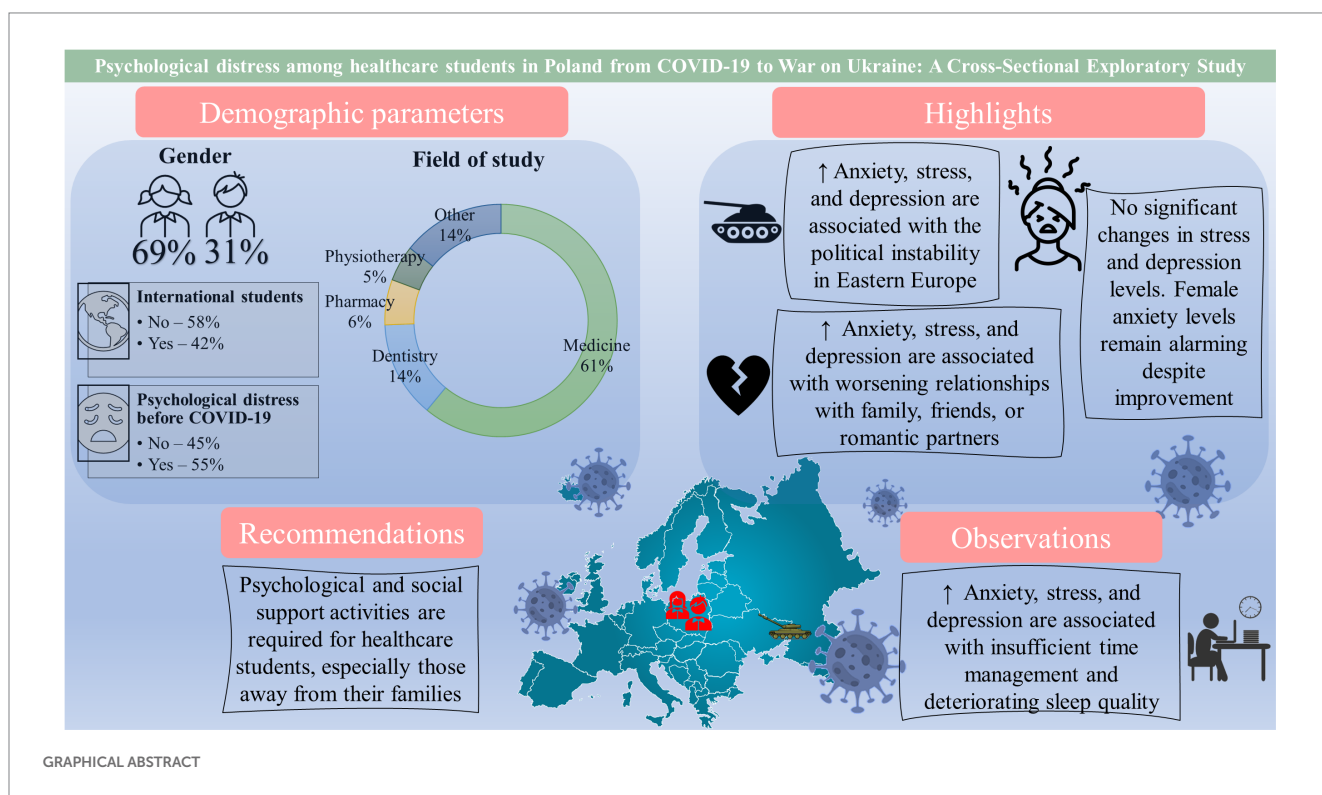 Psychological distress among healthcare students in Poland from COVID-19 to War on Ukraine: A Cross-Sectional Exploratory Study
Demographic parameters
Gender
69% 31%
International students
• No – 58%
• Yes – 42%
Psychological distress
before COVID-19
• No – 45%
• Yes – 55%
Field of study
Other
14%
Physiotherapy
5%
Pharmacy
6%
Dentistry
14%
Medicine
61%
Highlights
↑ Anxiety, stress,
and depression are
associated with the
political instability
in Eastern Europe
No significant
changes in stress
and depression
levels. Female
anxiety levels
remain alarming
despite
improvement
↑ Anxiety, stress, and
depression are associated
with worsening relationships
with family, friends, or
romantic partners
Recommendations
Psychological and social
support activities are
required for healthcare
students, especially those
away from their families
Observations
↑ Anxiety, stress, and
depression are associated
with insufficient time
management and
deteriorating sleep quality
GRAPHICAL ABSTRACT